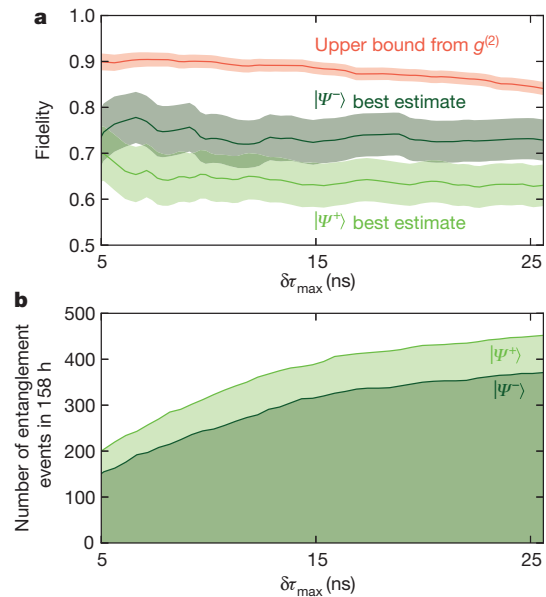 a
1.0
0.9
0.8
0.7
0.6
0.5
Fidelity
Upper bound from g⁽²⁾
|Ψ⁻⟩ best estimate
|Ψ⁺⟩ best estimate
5
15
25
δτmax (ns)
b
500
400
300
200
100
0
Number of entanglement
events in 158 h
|Ψ⁺⟩
|Ψ⁻⟩
5
15
25
δτmax (ns)